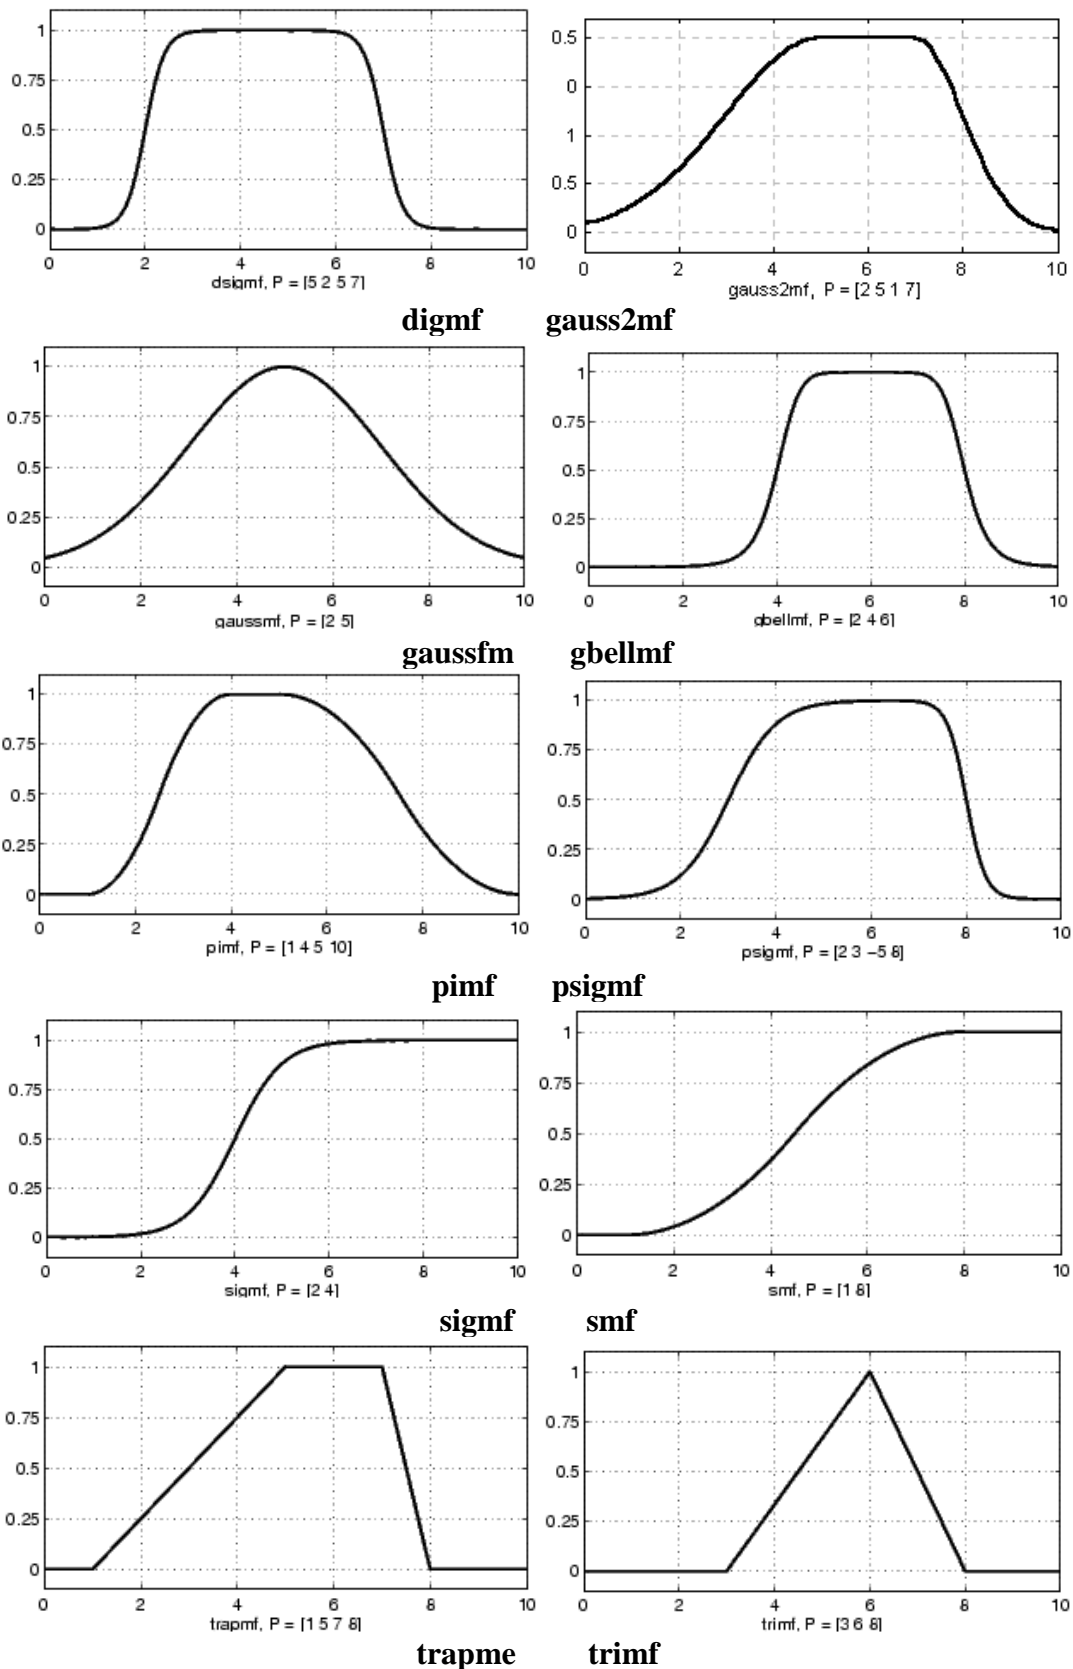 1
0.75
0.5
0.25
0
0 2 4 6 8 10
dsigmf, P = [5 2 5 7]
0.5
0
1
0.5
0
0 2 4 6 8 10
gauss2mf, P = [2 5 1 7]
digmf gauss2mf
1
0.75
0.5
0.25
0
0 2 4 6 8 10
gaussmf, P = [2 5]
1
0.75
0.5
0.25
0
0 2 4 6 8 10
gbellmf, P = [2 4 6]
gaussfm gbellmf
1
0.75
0.5
0.25
0
0 2 4 6 8 10
pimf, P = [1 4 5 10]
1
0.75
0.5
0.25
0
0 2 4 6 8 10
psigmf, P = [2 3 −5 8]
pimf psigmf
1
0.75
0.5
0.25
0
0 2 4 6 8 10
sigmf, P = [2 4]
1
0.75
0.5
0.25
0
0 2 4 6 8 10
smf, P = [1 8]
sigmf smf
1
0.75
0.5
0.25
0
0 2 4 6 8 10
trapmf, P = [1 5 7 8]
1
0.75
0.5
0.25
0
0 2 4 6 8 10
trimf, P = [3 6 8]
trapme trimf